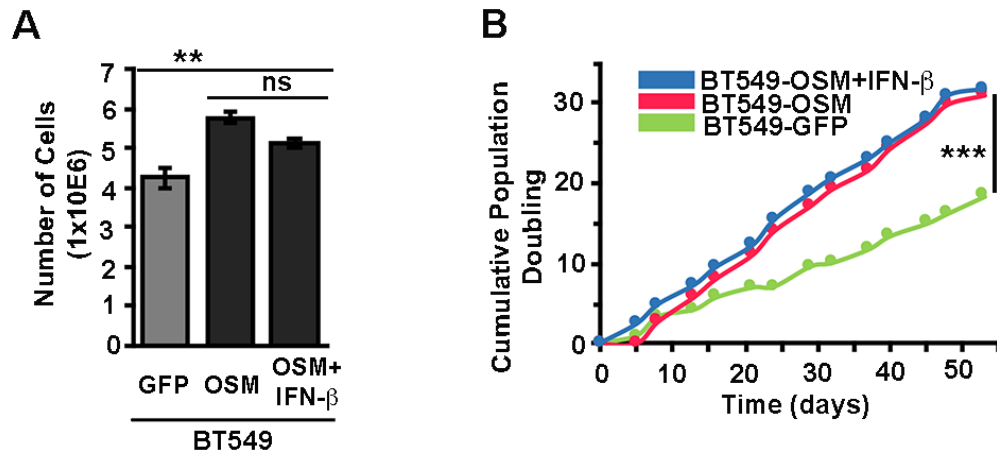 A
Number of Cells
(1x10E6)
7
6
5
4
3
2
1
0
**
ns
GFP
OSM
OSM+
IFN-β
BT549
B
Cumulative Population
Doubling
30
20
10
0
BT549-OSM+IFN-β
BT549-OSM
BT549-GFP
***
0 10 20 30 40 50
Time (days)